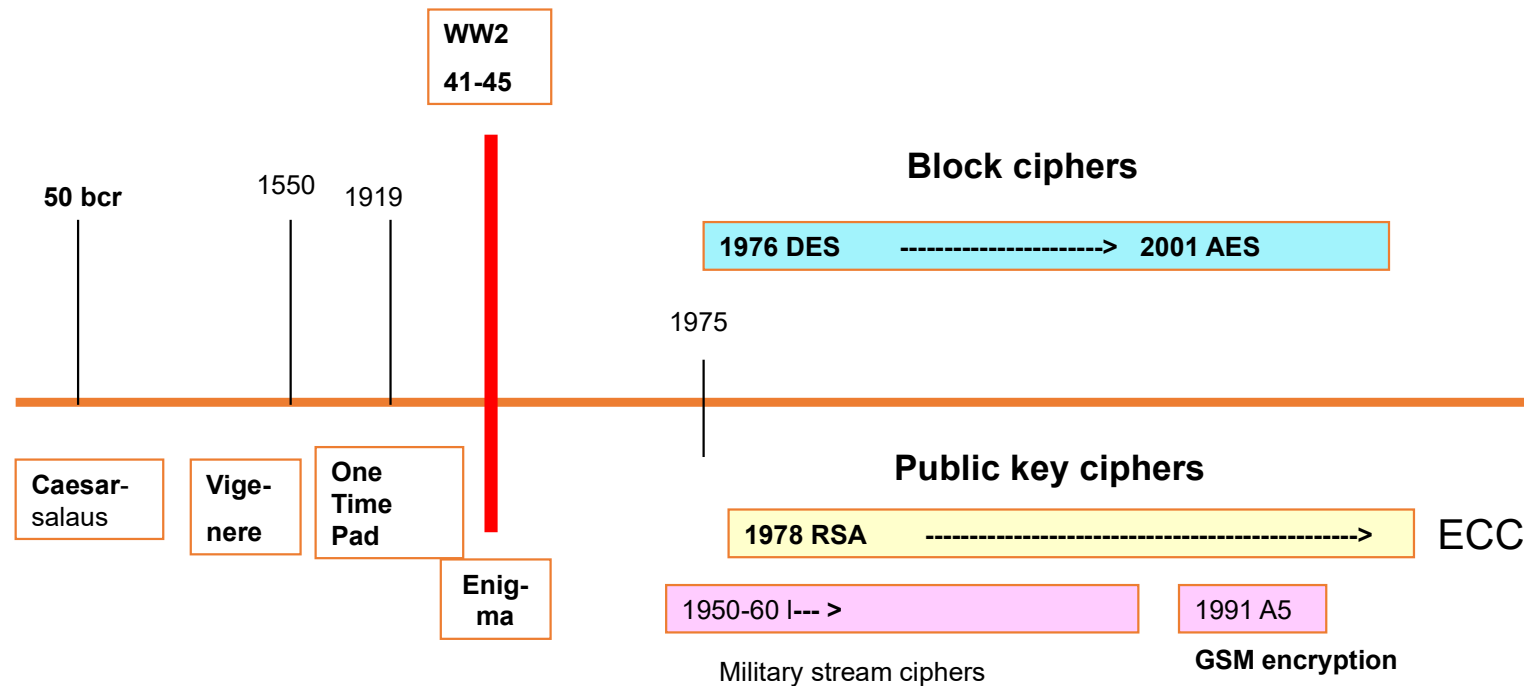 WW2
41-45
Block ciphers
50 bcr
1550
1919
1976 DES -----------------------> 2001 AES
1975
Caesar-
salaus
Vige-
nere
One
Time
Pad
Public key ciphers
1978 RSA ------------------------------------------------->
ECC
Enig-
ma
1950-60 l--- >
1991 A5
Military stream ciphers
GSM encryption